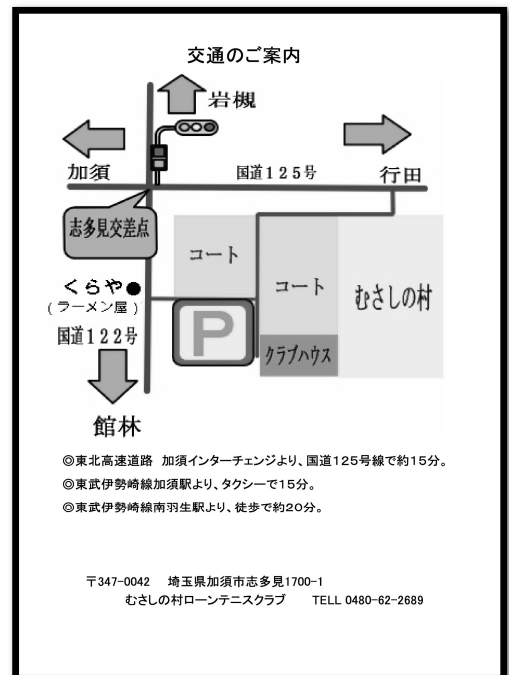 交通のご案内
岩槻
加須
国道125号
行田
志多見交差点
コート
コート
むさしの村
くらや●
(ラーメン屋)
P
国道122号
クラブハウス
館林
◎東北高速道路 加須インターチェンジより、国道125号線で約15分。
◎東武伊勢崎線加須駅より、タクシーで15分。
◎東武伊勢崎線南羽生駅より、徒歩で約20分。
〒347-0042 埼玉県加須市志多見1700-1
むさしの村ローンテニスクラブ TELL 0480-62-2689